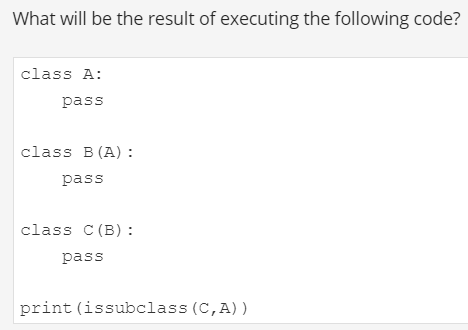 What will be the result of executing the following code?
class A:
    pass
class B(A):
    pass
class C(B):
    pass
print(issubclass(C,A))